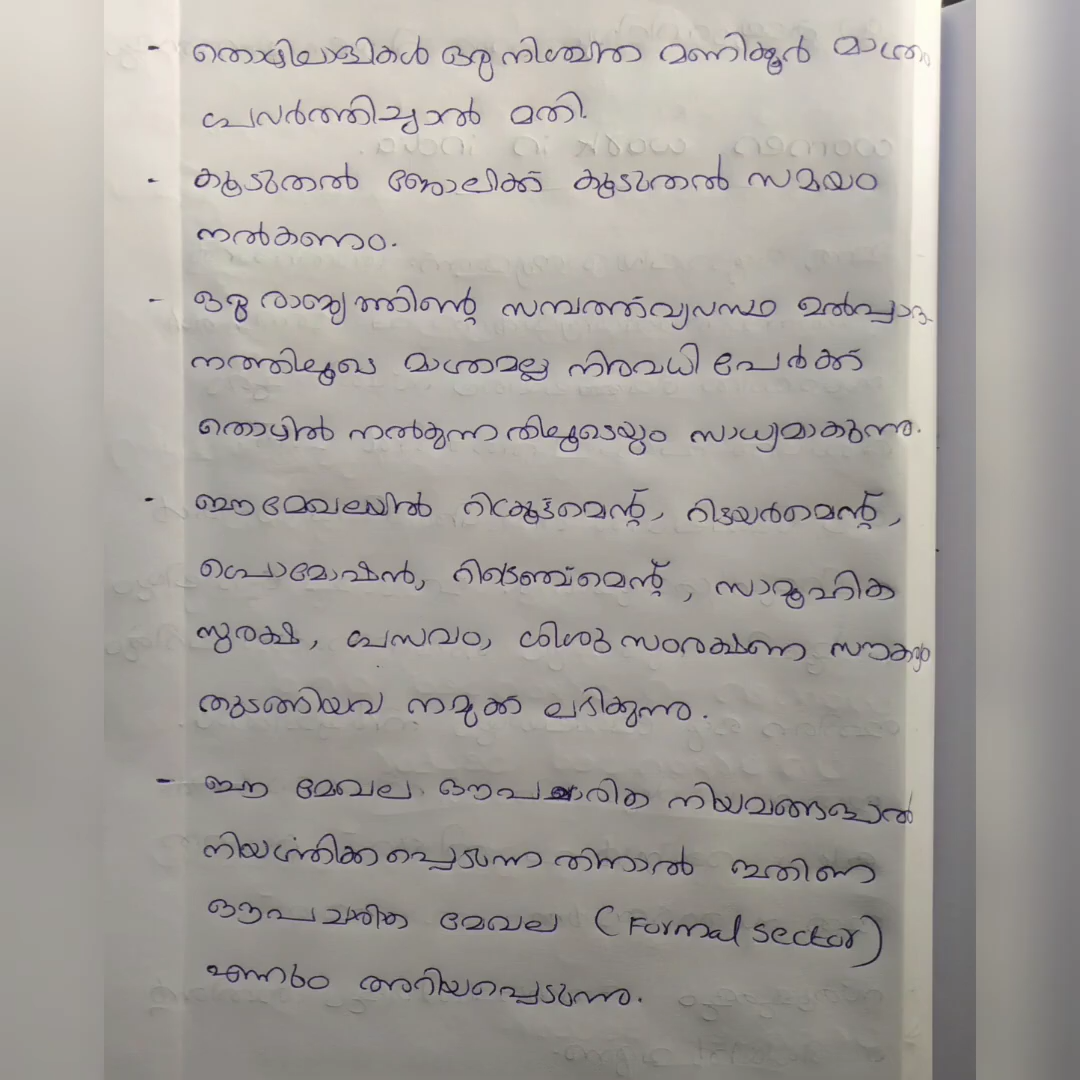 - തൊഴിലാളികൾ ഒരു നിശ്ചിത മണിക്കൂർ മാത്രം
പ്രവർത്തിച്ചാൽ മതി.
- കൂടുതൽ ജോലിക്ക് കൂടുതൽ സമയം
നൽകണം.
- ഒരു രാജ്യത്തിന്റെ സമ്പത്ത്വ്യവസ്ഥ ഉൽപ്പാദ-
നത്തിലൂടെ മാത്രമല്ല നിരവധി പേർക്ക്
തൊഴിൽ നൽകുന്നതിലൂടെയും സാധ്യമാകുന്നു.
- ഈ മേഖലയിൽ റിക്രൂട്ട്മെന്റ്, റിട്ടയർമെന്റ്,
പ്രൊമോഷൻ, റിട്ടെഞ്ച്മെന്റ്, സാമൂഹിക
സുരക്ഷ, പ്രസവം, ശിശു സംരക്ഷണ സൗകര്യം
തുടങ്ങിയവ നമുക്ക് ലഭിക്കുന്നു.
- ഈ മേഖല ഔപചാരിക നിയമങ്ങളാൽ
നിയന്ത്രിക്കപ്പെടുന്നതിനാൽ ഇതിനെ
ഔപചാരിക മേഖല (Formal sector)
എന്നും അറിയപ്പെടുന്നു.